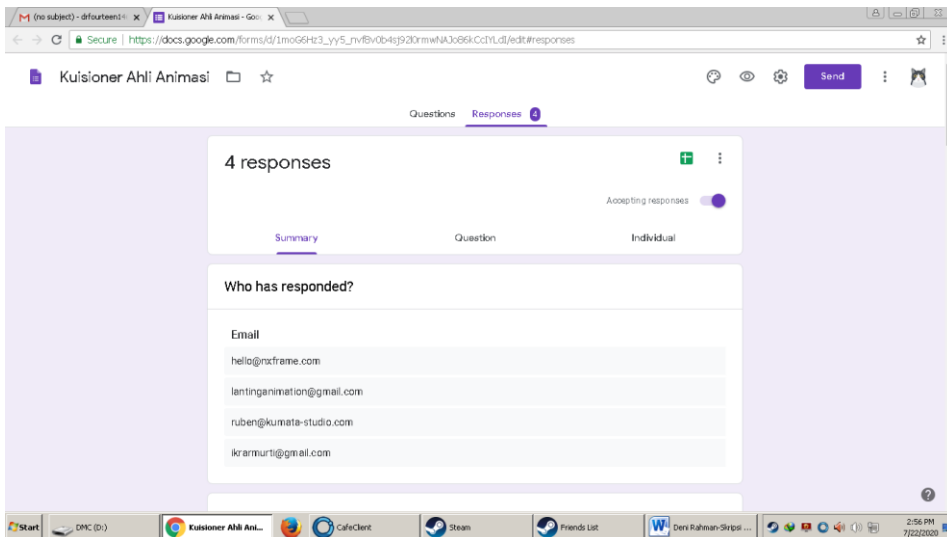 (no subject) - drfourteen14
Kuisioner Ahli Animasi - Goo
Secure | https://docs.google.com/forms/d/1moG6Hz3_yy5_nvfBv0b4sj92l0rmwNAJo86kCcIYLdI/edit#responses
Kuisioner Ahli Animasi
Send
Questions Responses 4
4 responses
Accepting responses
Summary Question Individual
Who has responded?
Email
hello@nxframe.com
lantinganimation@gmail.com
ruben@kumata-studio.com
ikrarmurti@gmail.com
Start DMC (D:) Kuisioner Ahli Ani... CafeClient Steam Friends List Deni Rahman-Skripsi ... 2:56 PM
7/22/2020